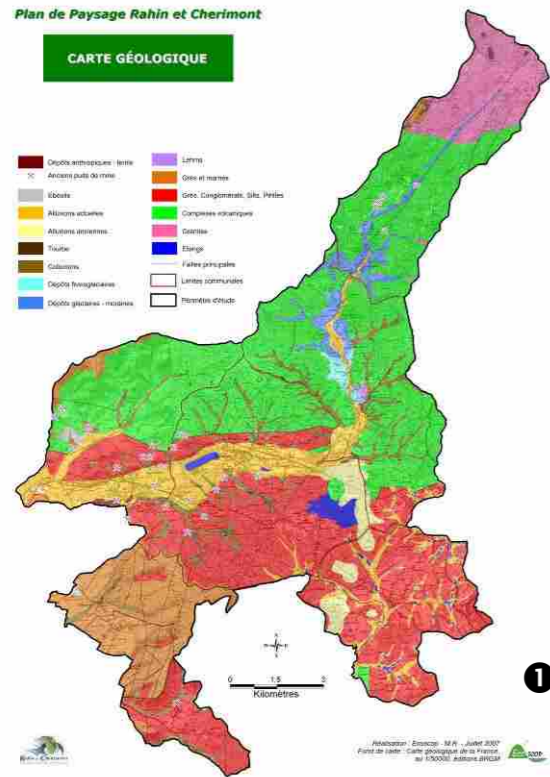 Plan de Paysage Rahin et Cherimont
CARTE GÉOLOGIQUE
Dépôts anthropiques - terrils
Anciens puits de mine
Eboulis
Alluvions actuelles
Alluvions anciennes
Tourbe
Colluvions
Dépôts fluvioglaciaires
Dépôts glaciaires - moraines
Lehms
Grès et marnes
Grès, Conglomérats, Silts, Pélites
Complexes volcaniques
Granites
Etangs
Failles principales
Limites communales
Périmètre d'étude
0 1,5 3
Kilomètres
1
Réalisation : Enoscop - M.R. - Juillet 2007
Fond de carte : Carte géologique de la France,
au 1/50000, éditions BRGM